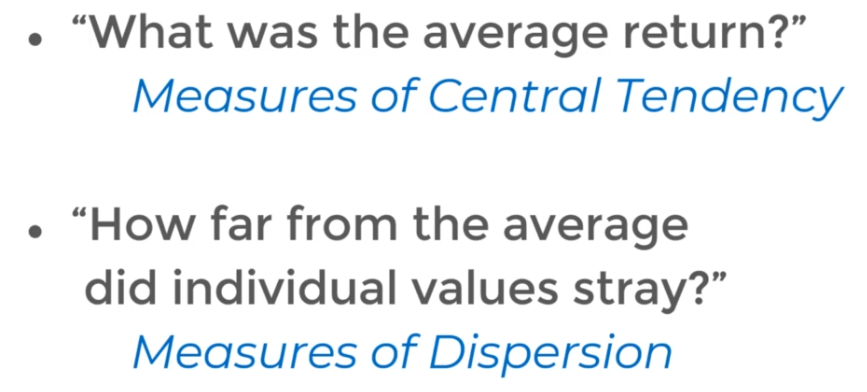 • “What was the average return?”
Measures of Central Tendency
• “How far from the average
did individual values stray?”
Measures of Dispersion